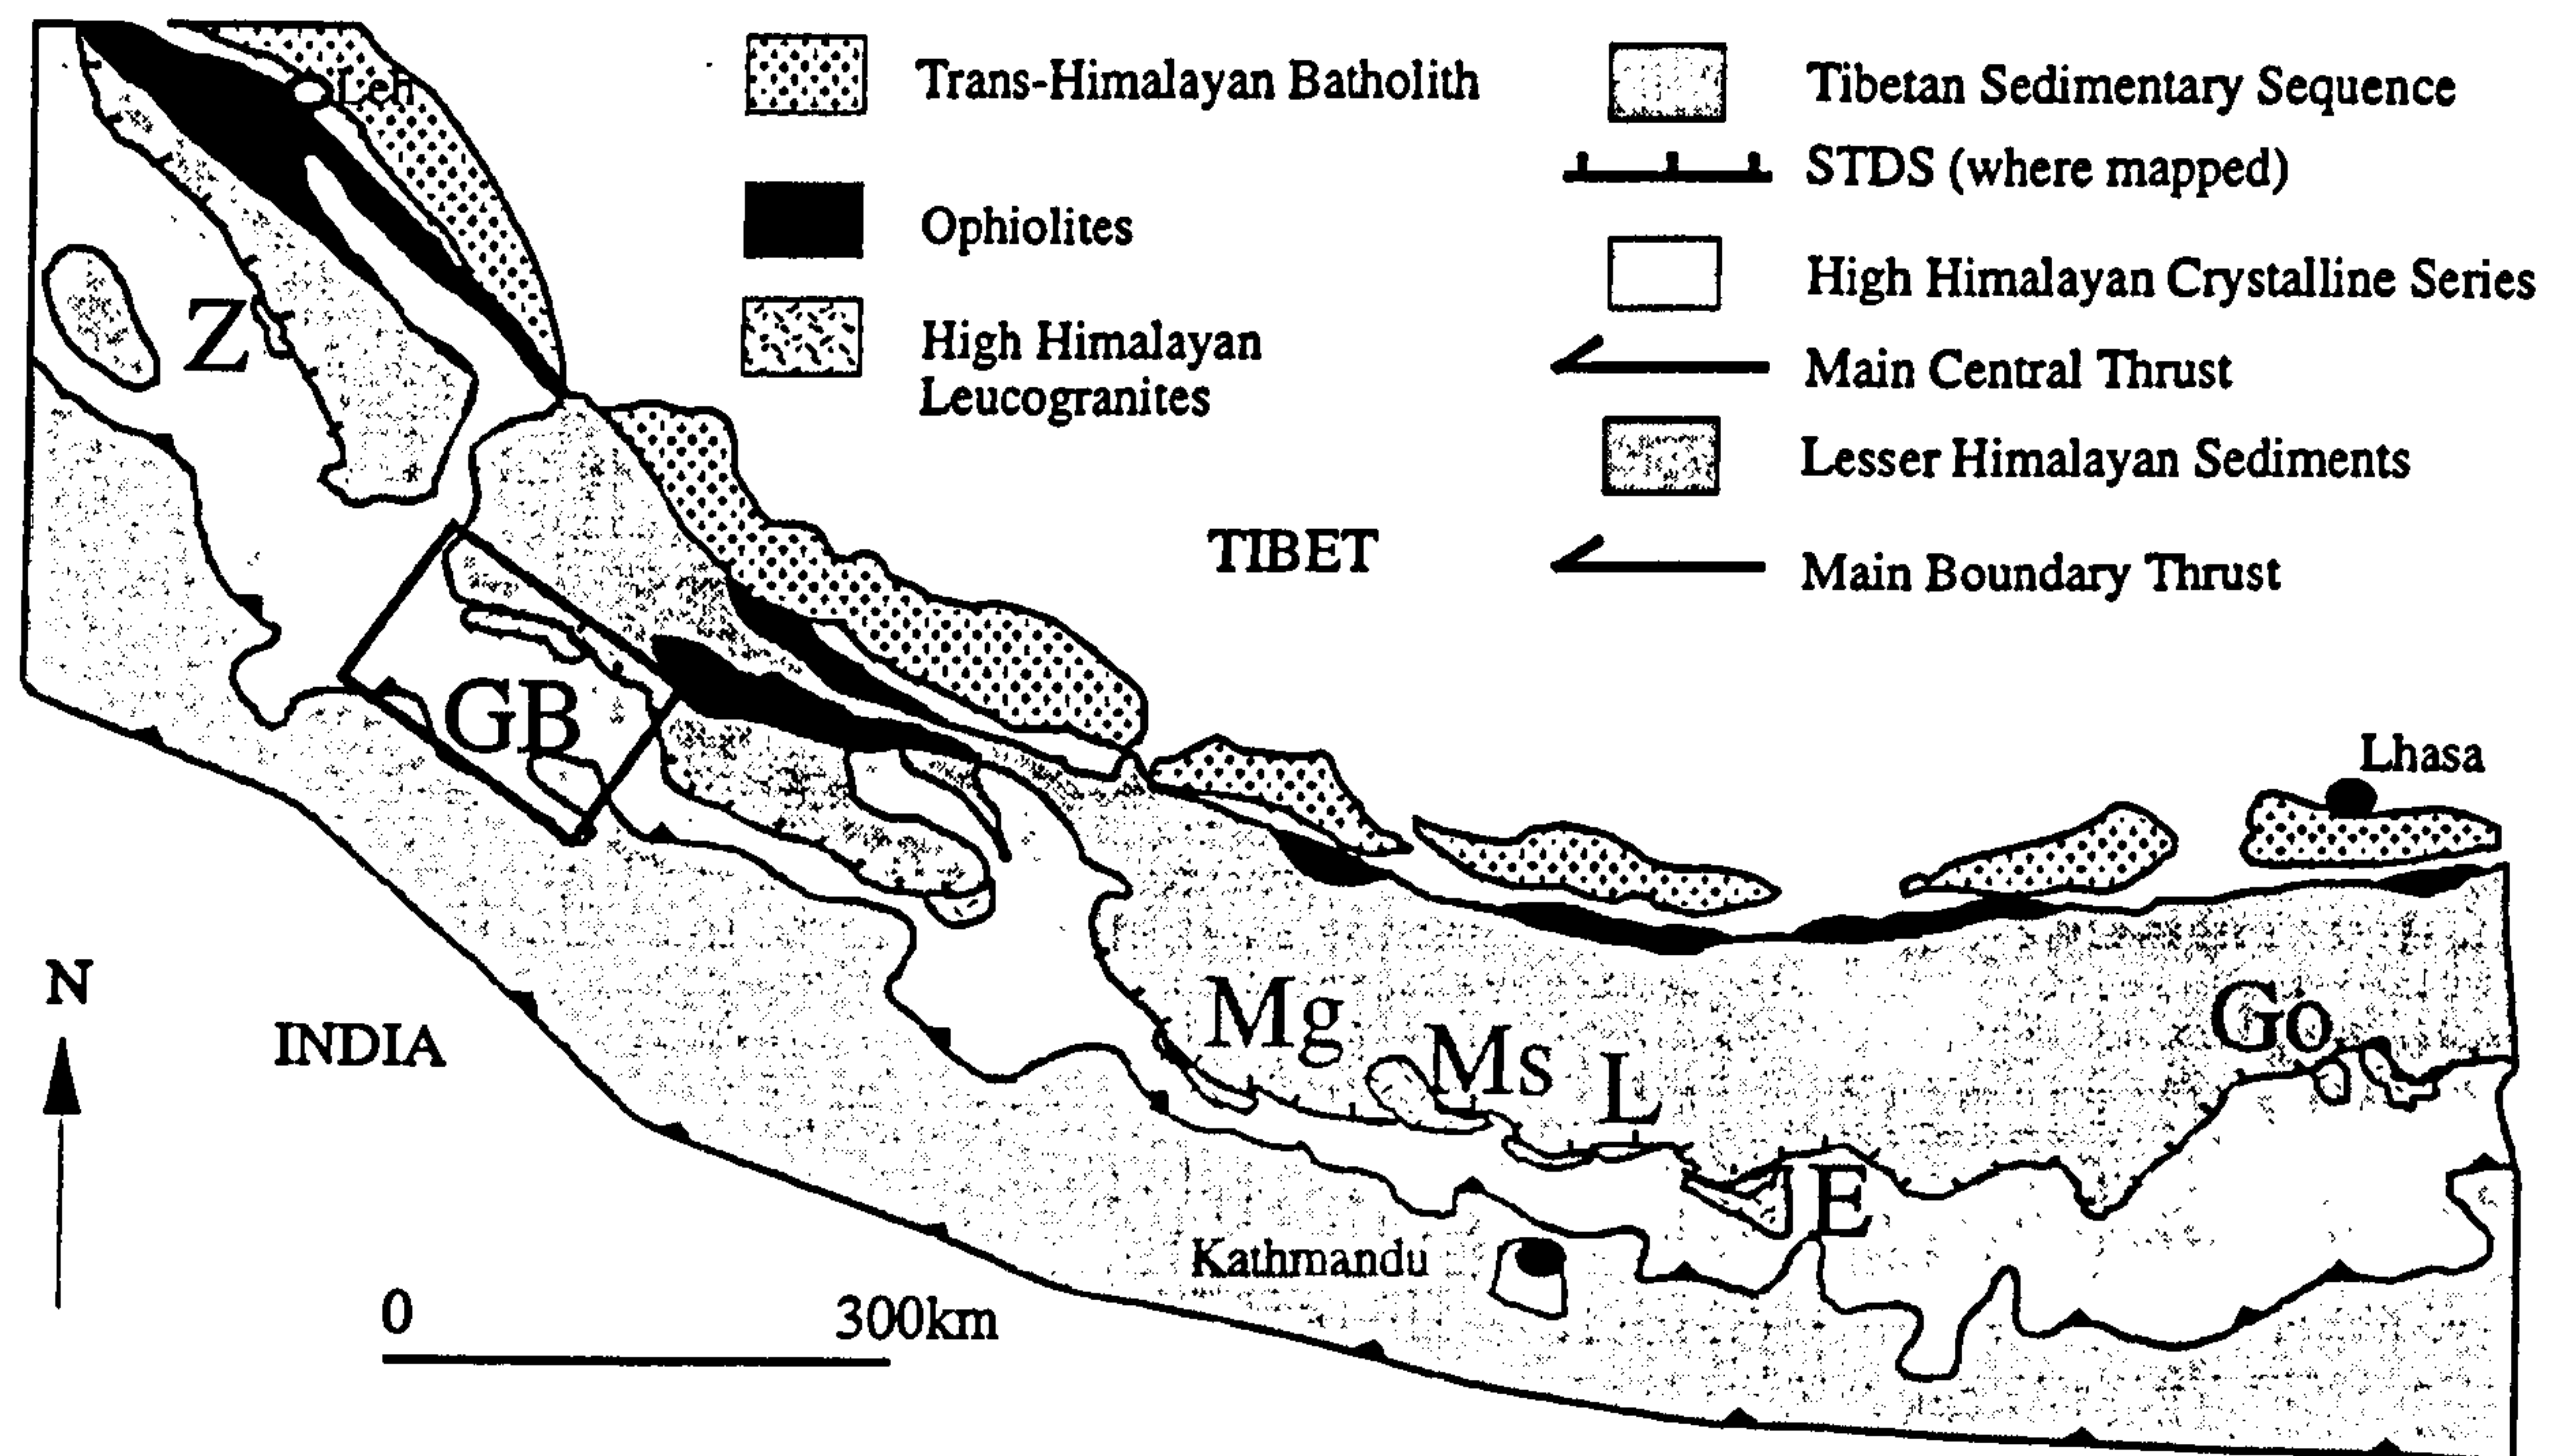 Leh
Trans-Himalayan Batholith
Ophiolites
High Himalayan
Leucogranites
Tibetan Sedimentary Sequence
STDS (where mapped)
High Himalayan Crystalline Series
Main Central Thrust
Lesser Himalayan Sediments
Main Boundary Thrust
Z
TIBET
GB
Lhasa
N
INDIA
Mg
Ms
L
Go
E
Kathmandu
0
300km